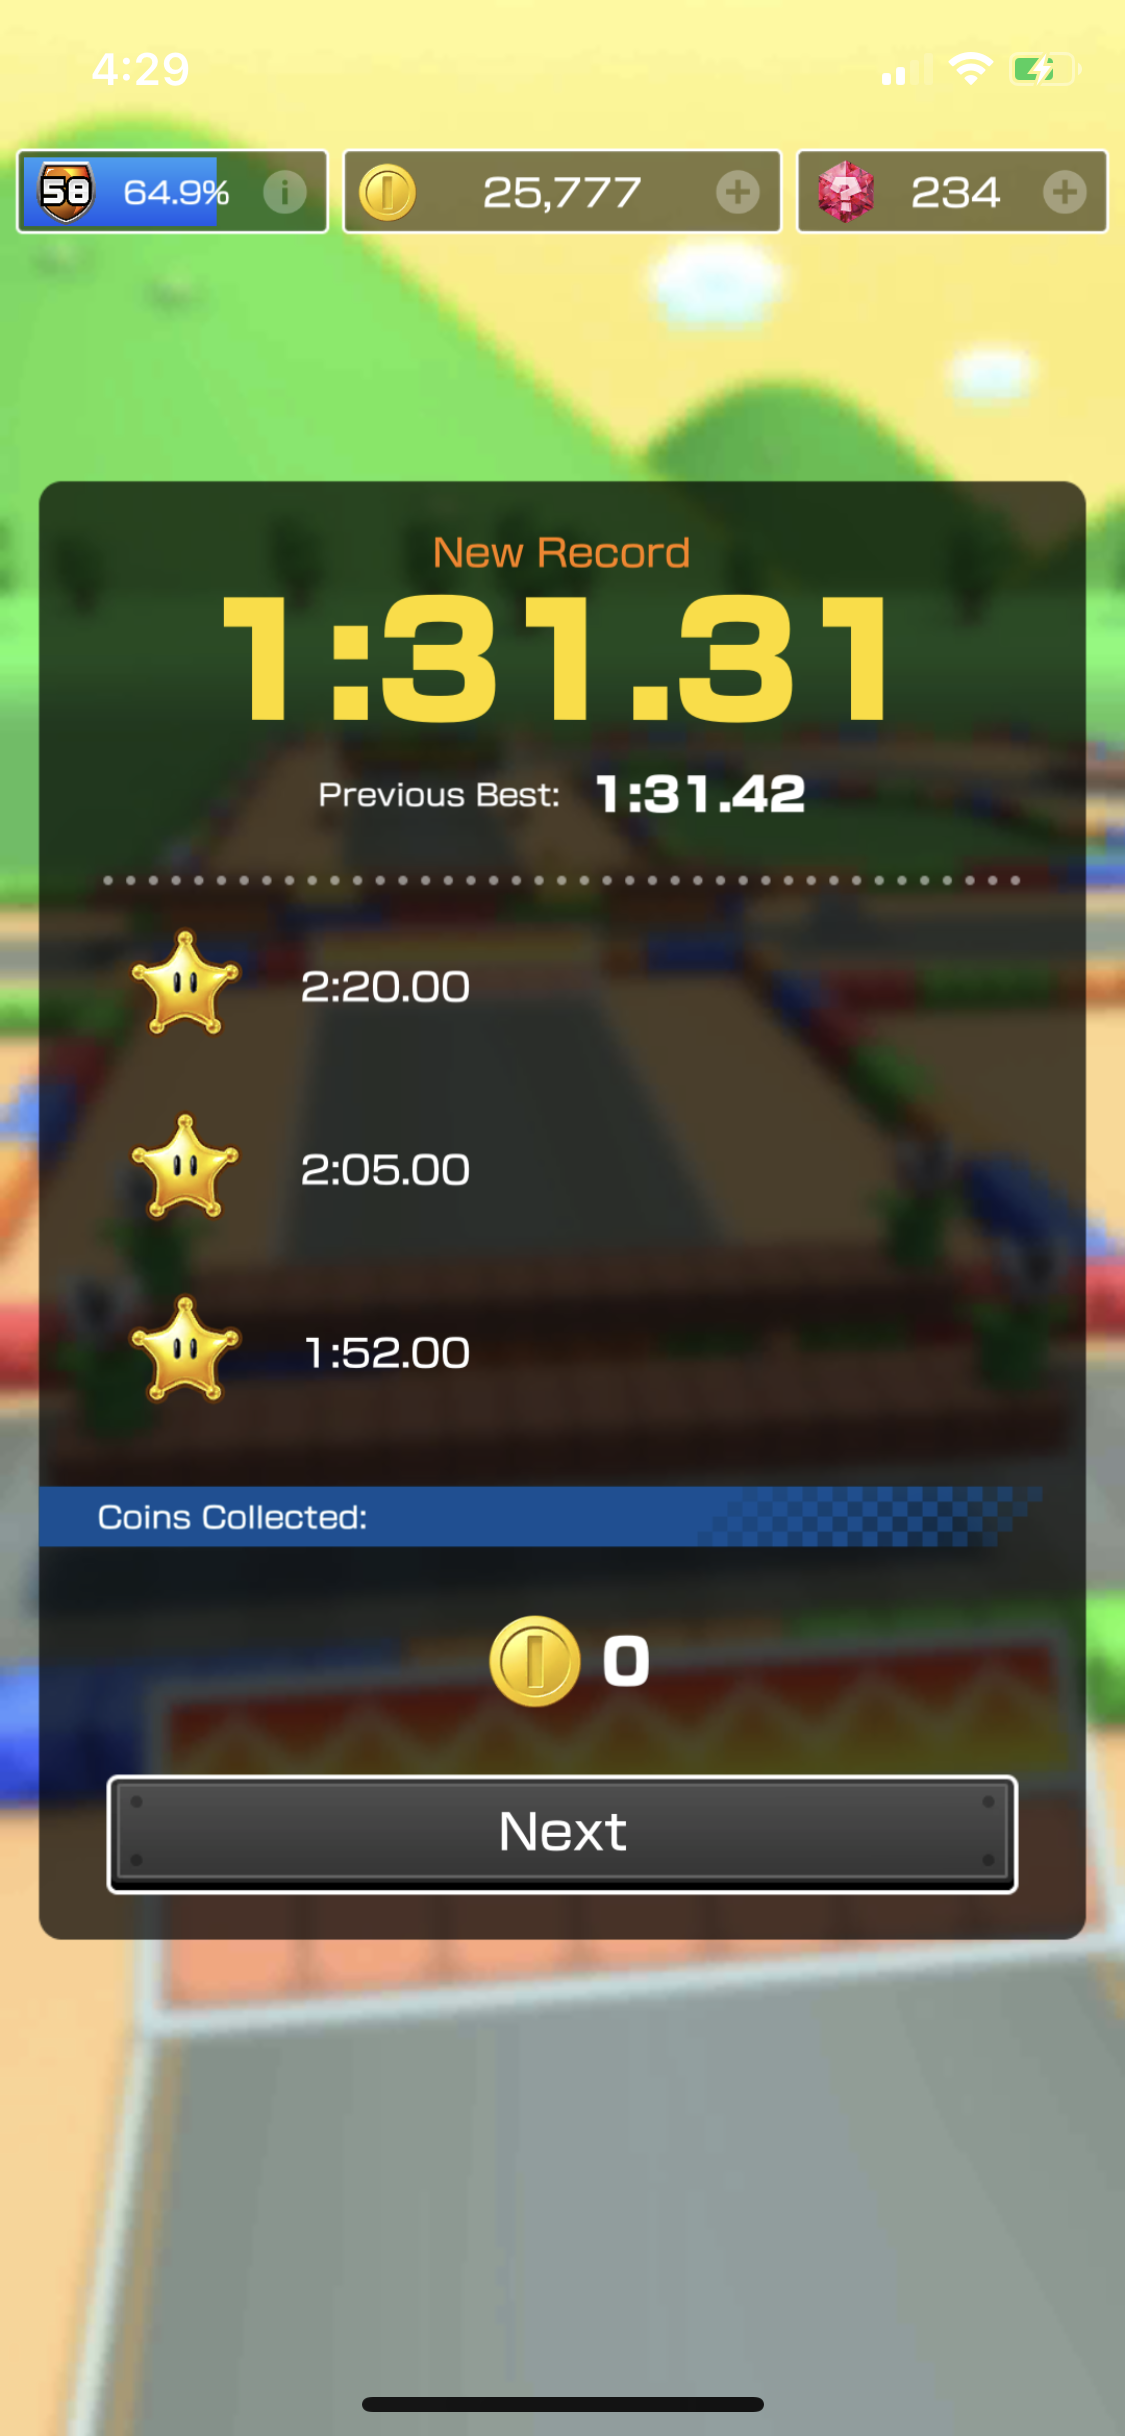 4:29
58 64.9% i 25,777 + ? 234 +
New Record
1:31.31
Previous Best: 1:31.42
2:20.00
2:05.00
1:52.00
Coins Collected:
0
Next